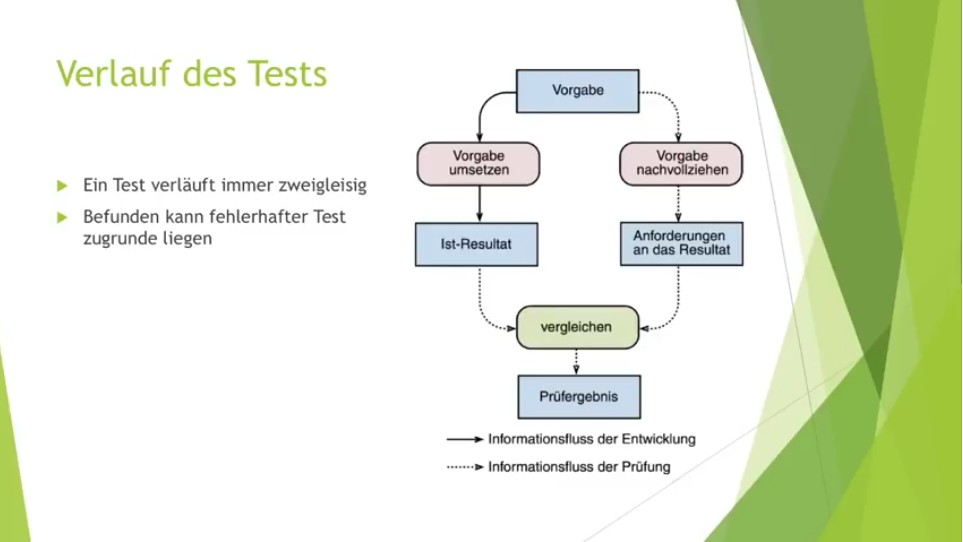 Verlauf des Tests
Ein Test verläuft immer zweigleisig
Befunden kann fehlerhafter Test
zugrunde liegen
Vorgabe
Vorgabe
umsetzen
Vorgabe
nachvollziehen
Ist-Resultat
Anforderungen
an das Resultat
vergleichen
Prüfergebnis
Informationsfluss der Entwicklung
Informationsfluss der Prüfung